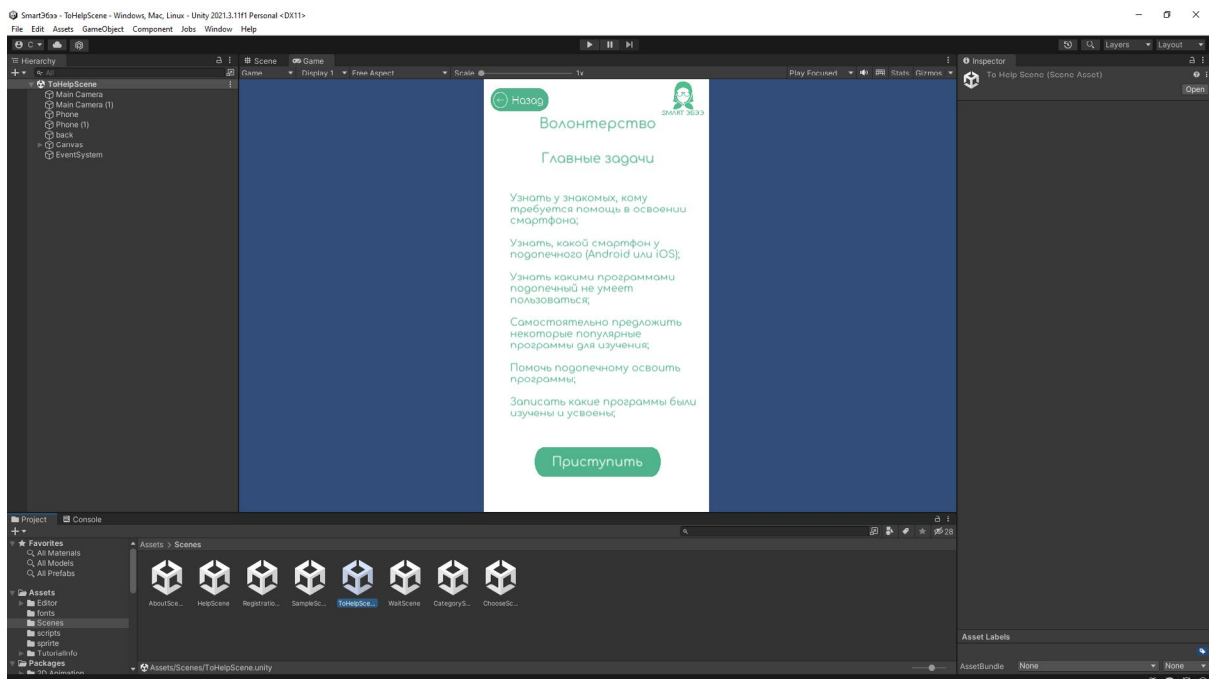 SmartЭбээ - ToHelpScene - Windows, Mac, Linux - Unity 2021.3.11f1 Personal <DX11>
File Edit Assets GameObject Component Jobs Window Help
C
Layers Layout
Hierarchy
All
ToHelpScene
Main Camera
Main Camera (1)
Phone
Phone (1)
back
Canvas
EventSystem
Scene Game
Game Display 1 Free Aspect Scale 1x Play Focused Stats Gizmos
Назад
SMART ЭБЭЭ
Волонтерство
Главные задачи
Узнать у знакомых, кому
требуется помощь в освоении
смартфона;
Узнать, какой смартфон у
подопечного (Android или iOS);
Узнать какими программами
подопечный не умеет
пользоваться;
Самостоятельно предложить
некоторые популярные
программы для изучения;
Помочь подопечному освоить
программы;
Записать какие программы были
изучены и усвоены;
Приступить
Inspector
To Help Scene (Scene Asset)
Open
Project Console
28
Favorites
All Materials
All Models
All Prefabs
Assets
Editor
fonts
Scenes
scripts
sprirte
TutorialInfo
Packages
2D Animation
Assets > Scenes
AboutSce... HelpScene Registratio... SampleSc... ToHelpSce... WaitScene CategoryS... ChooseSc...
Assets/Scenes/ToHelpScene.unity
Asset Labels
AssetBundle None None